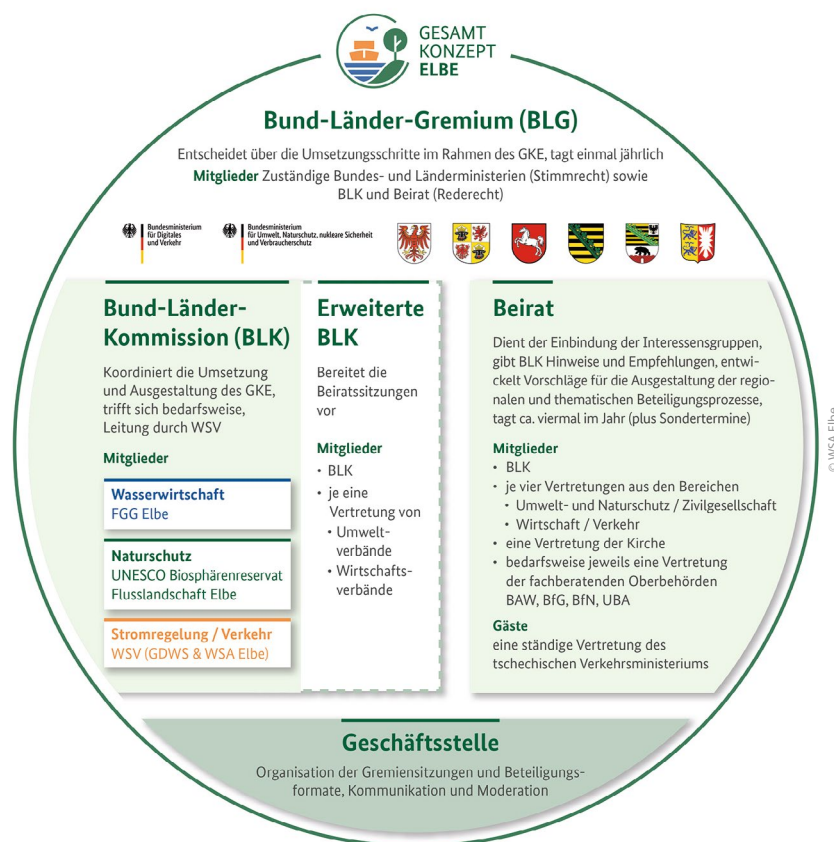 GESAMT
KONZEPT
ELBE
Bund-Länder-Gremium (BLG)
Entscheidet über die Umsetzungsschritte im Rahmen des GKE, tagt einmal jährlich
Mitglieder Zuständige Bundes- und Länderministerien (Stimmrecht) sowie
BLK und Beirat (Rederecht)
Bundesministerium
für Digitales
und Verkehr
Bundesministerium
für Umwelt, Naturschutz, nukleare Sicherheit
und Verbraucherschutz
Bund-Länder-
Kommission (BLK)
Koordiniert die Umsetzung
und Ausgestaltung des GKE,
trifft sich bedarfsweise,
Leitung durch WSV
Mitglieder
Wasserwirtschaft
FGG Elbe
Naturschutz
UNESCO Biosphärenreservat
Flusslandschaft Elbe
Stromregelung / Verkehr
WSV (GDWS & WSA Elbe)
Erweiterte
BLK
Bereitet die
Beiratssitzungen
vor
Mitglieder
• BLK
• je eine
Vertretung von
• Umwelt-
verbände
• Wirtschafts-
verbände
Beirat
Dient der Einbindung der Interessensgruppen,
gibt BLK Hinweise und Empfehlungen, entwi-
ckelt Vorschläge für die Ausgestaltung der regio-
nalen und thematischen Beteiligungsprozesse,
tagt ca. viermal im Jahr (plus Sondertermine)
Mitglieder
• BLK
• je vier Vertretungen aus den Bereichen
• Umwelt- und Naturschutz / Zivilgesellschaft
• Wirtschaft / Verkehr
• eine Vertretung der Kirche
• bedarfsweise jeweils eine Vertretung
der fachberatenden Oberbehörden
BAW, BfG, BfN, UBA
Gäste
eine ständige Vertretung des
tschechischen Verkehrsministeriums
© WSA Elbe
Geschäftsstelle
Organisation der Gremiensitzungen und Beteiligungs-
formate, Kommunikation und Moderation